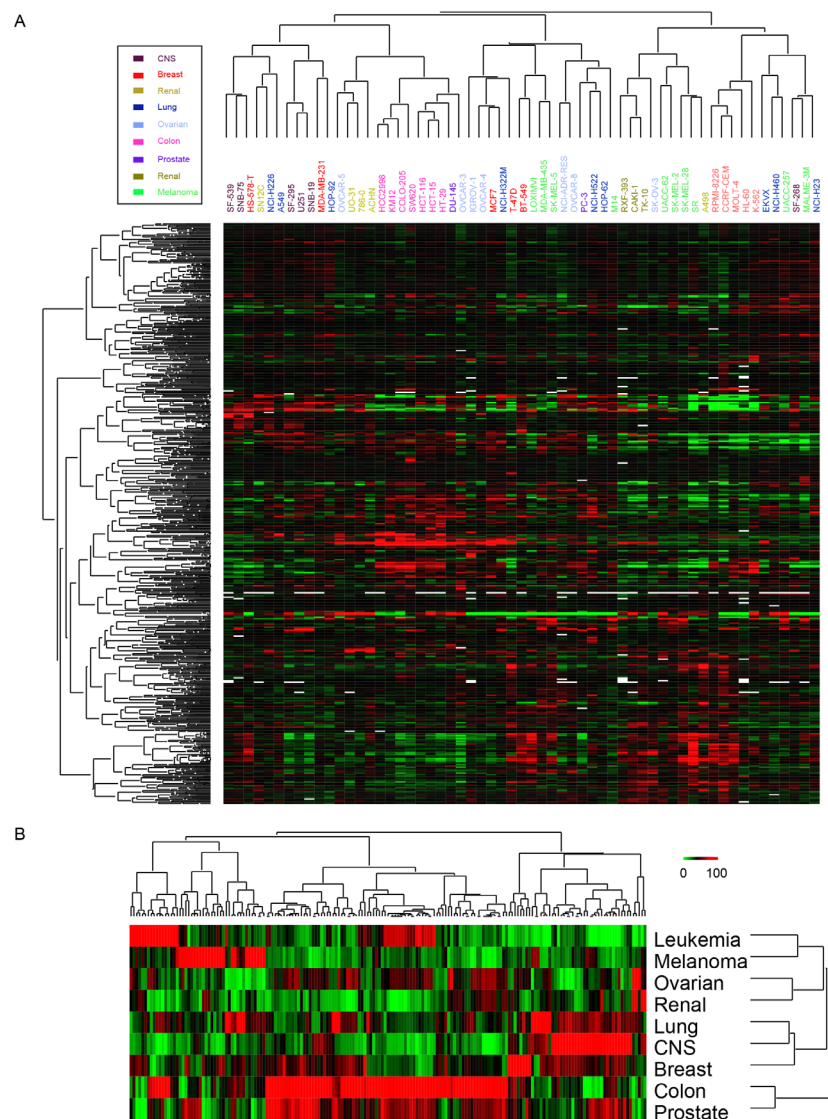 A
CNS
Breast
Renal
Lung
Ovarian
Colon
Prostate
Renal
Melanoma
SF-539
SNB-75
HS-578-T
SN12C
NCI-H226
A549
SF-295
U251
SNB-19
MDA-MB-231
HOP-92
OVCAR-5
UO-31
786-0
ACHN
HCC2998
KM12
COLO-205
SW620
HCT-116
HCT-15
HT-29
DU-145
OVCAR-3
IGROV-1
OVCAR-4
MCF7
NCI-H322M
T-47D
BT-549
LOXIMVI
MDA-MB-435
SK-MEL-5
NCI-ADR-RES
OVCAR-8
PC-3
NCI-H522
HOP-62
M14
RXF-393
CAKI-1
TK-10
SK-OV-3
UACC-62
SK-MEL-2
SK-MEL-28
SR
A498
RPMI-8226
CCRF-CEM
MOLT-4
HL-60
K-562
EKVX
NCI-H460
UACC-257
SF-268
MALME-3M
NCI-H23
B
0 100
Leukemia
Melanoma
Ovarian
Renal
Lung
CNS
Breast
Colon
Prostate